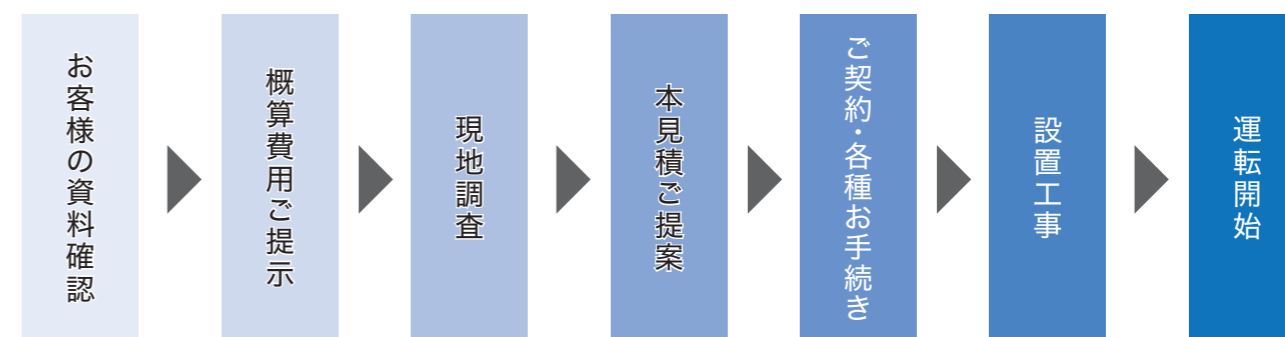 お客様の資料確認
概算費用ご提示
現地調査
本見積ご提案
ご契約・各種お手続き
設置工事
運転開始